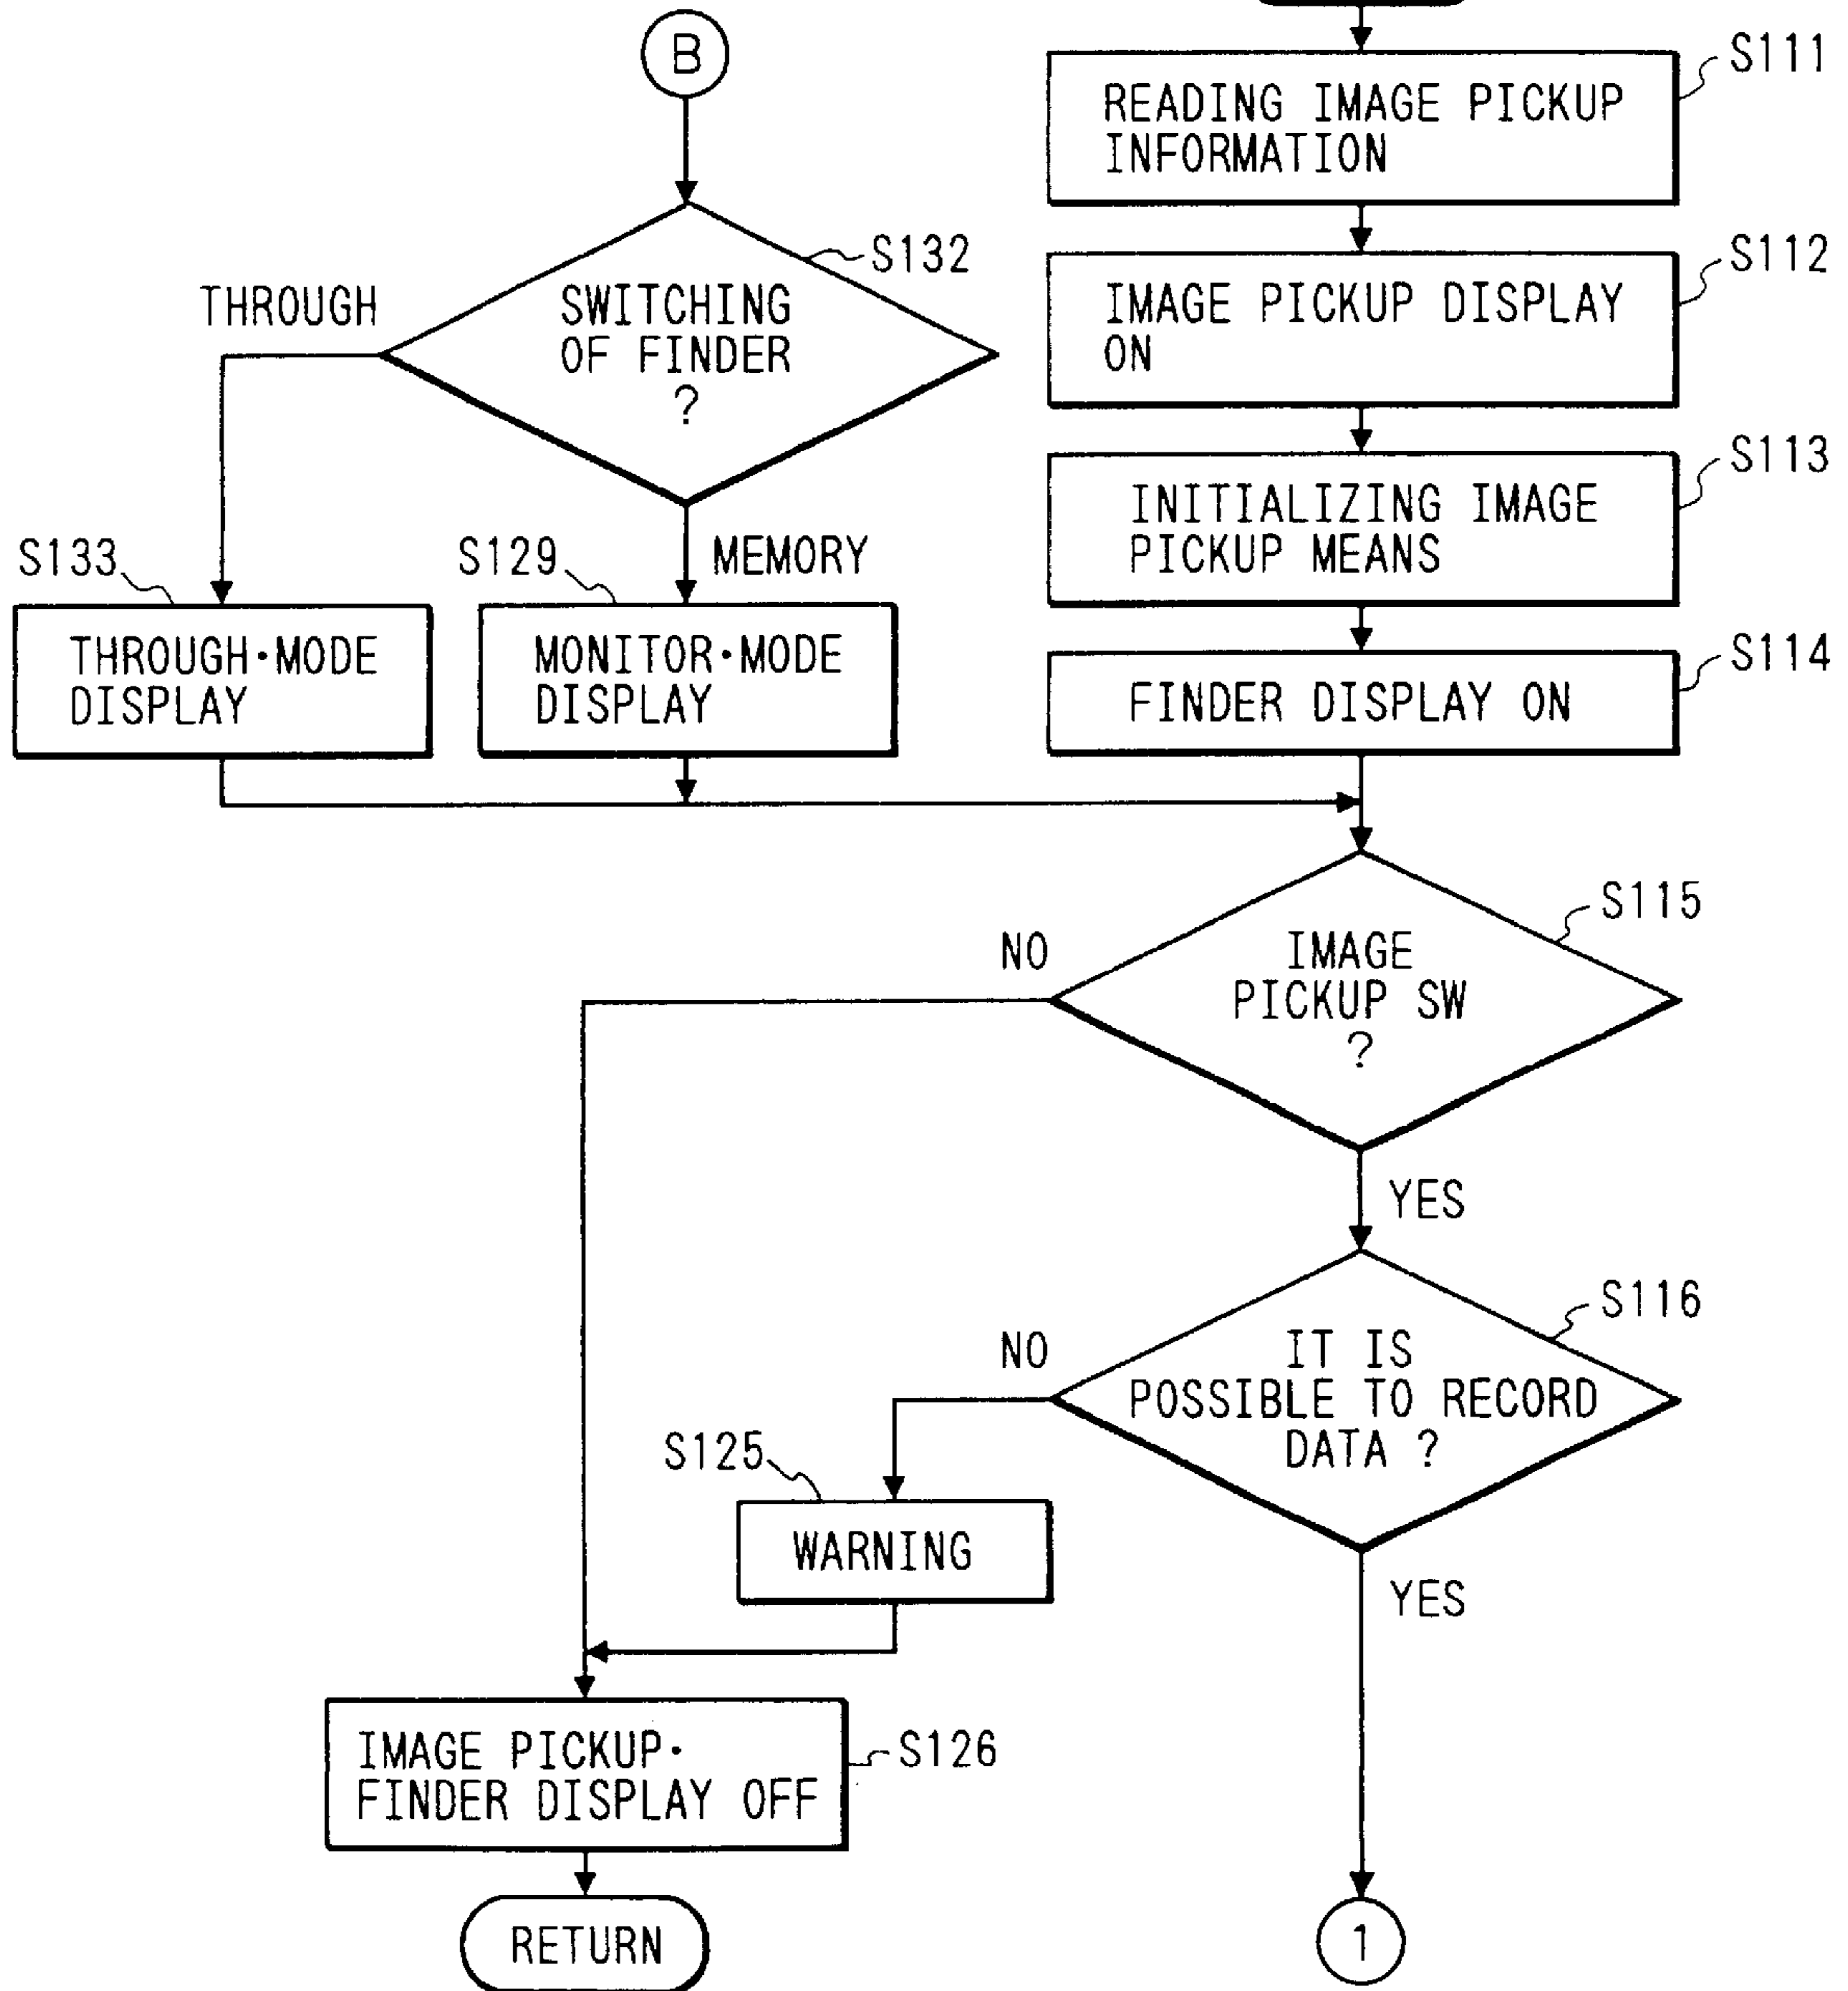 B
S132
SWITCHING
OF FINDER
?
THROUGH
MEMORY
S133
THROUGH·MODE
DISPLAY
S129
MONITOR·MODE
DISPLAY
S111
READING IMAGE PICKUP
INFORMATION
S112
IMAGE PICKUP DISPLAY
ON
S113
INITIALIZING IMAGE
PICKUP MEANS
S114
FINDER DISPLAY ON
S115
IMAGE
PICKUP SW
?
NO
YES
S116
IT IS
POSSIBLE TO RECORD
DATA ?
NO
YES
S125
WARNING
S126
IMAGE PICKUP·
FINDER DISPLAY OFF
RETURN
1